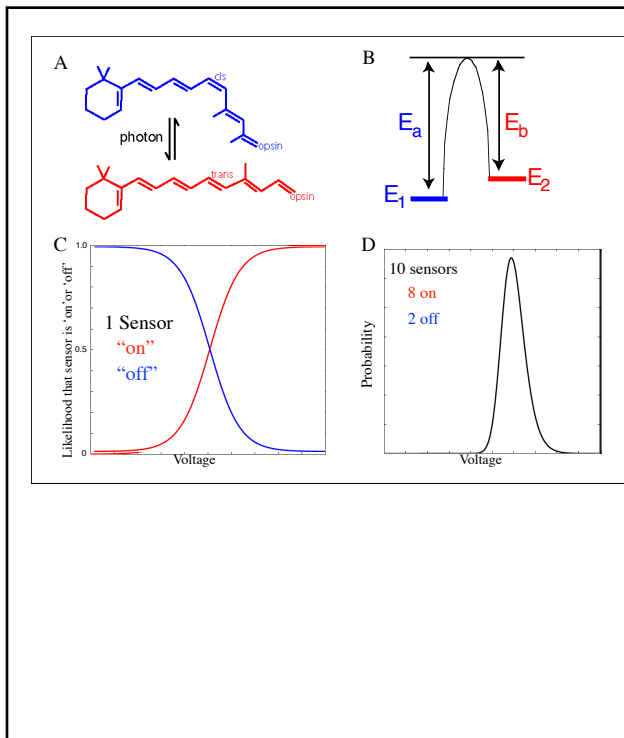 A
cis
photon
opsin
trans
opsin
B
Ea
Eb
E1
E2
C
1.0
0.5
0
Likelihood that sensor is ‘on’or ‘off’
1 Sensor
“on”
“off”
Voltage
D
10 sensors
8 on
2 off
Probability
Voltage